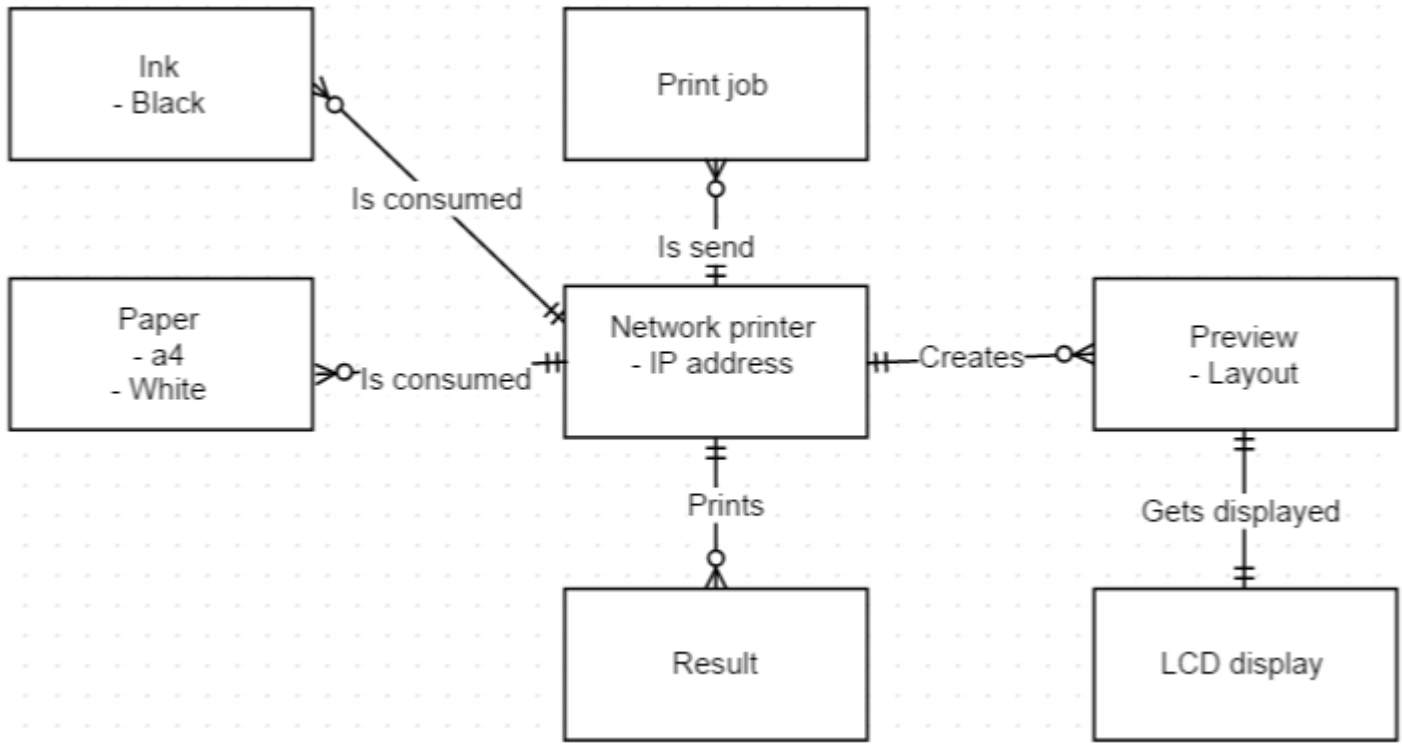 Ink
- Black
Print job
Is consumed
Is send
Paper
- a4
- White
Is consumed
Network printer
- IP address
Creates
Preview
- Layout
Prints
Gets displayed
Result
LCD display